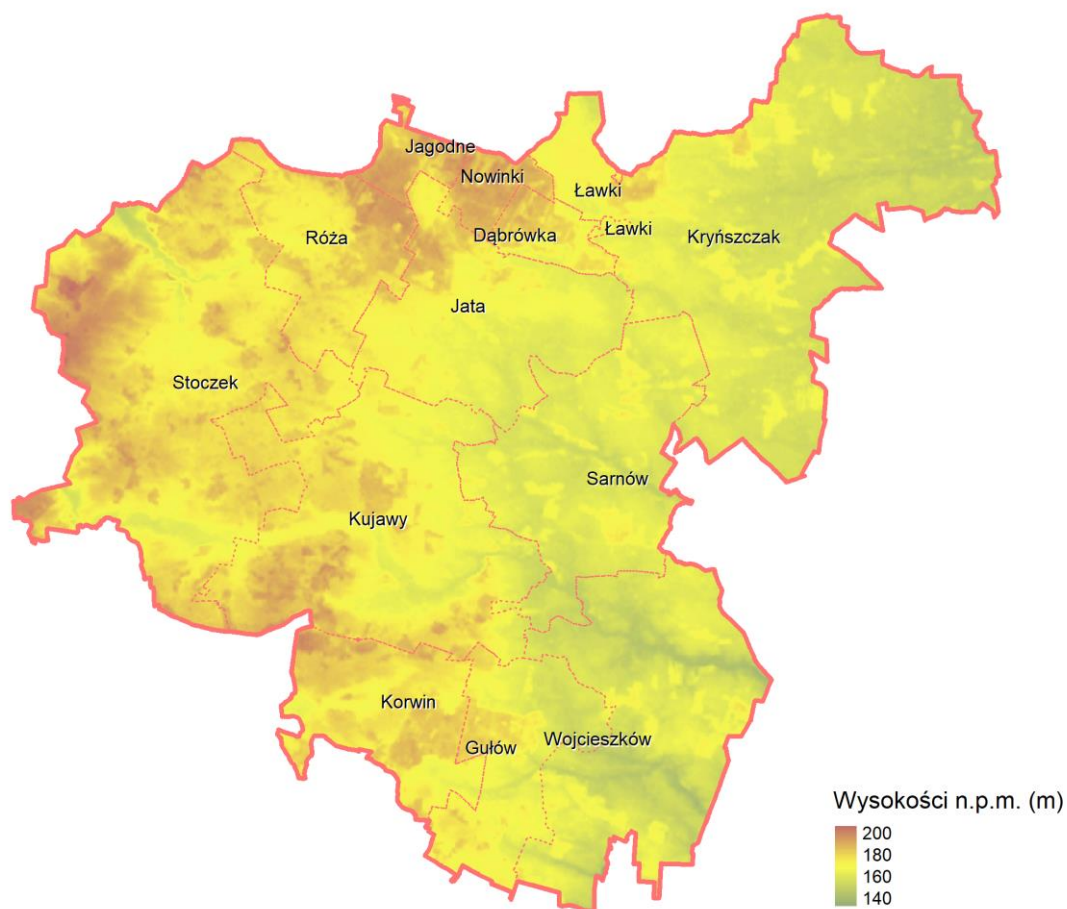 Jagodne
Nowinki
Ławki
Róża
Dąbrówka
Ławki
Kryńszczak
Jata
Stoczek
Sarnów
Kujawy
Korwin
Gułów
Wojcieszków
Wysokości n.p.m. (m)
200
180
160
140